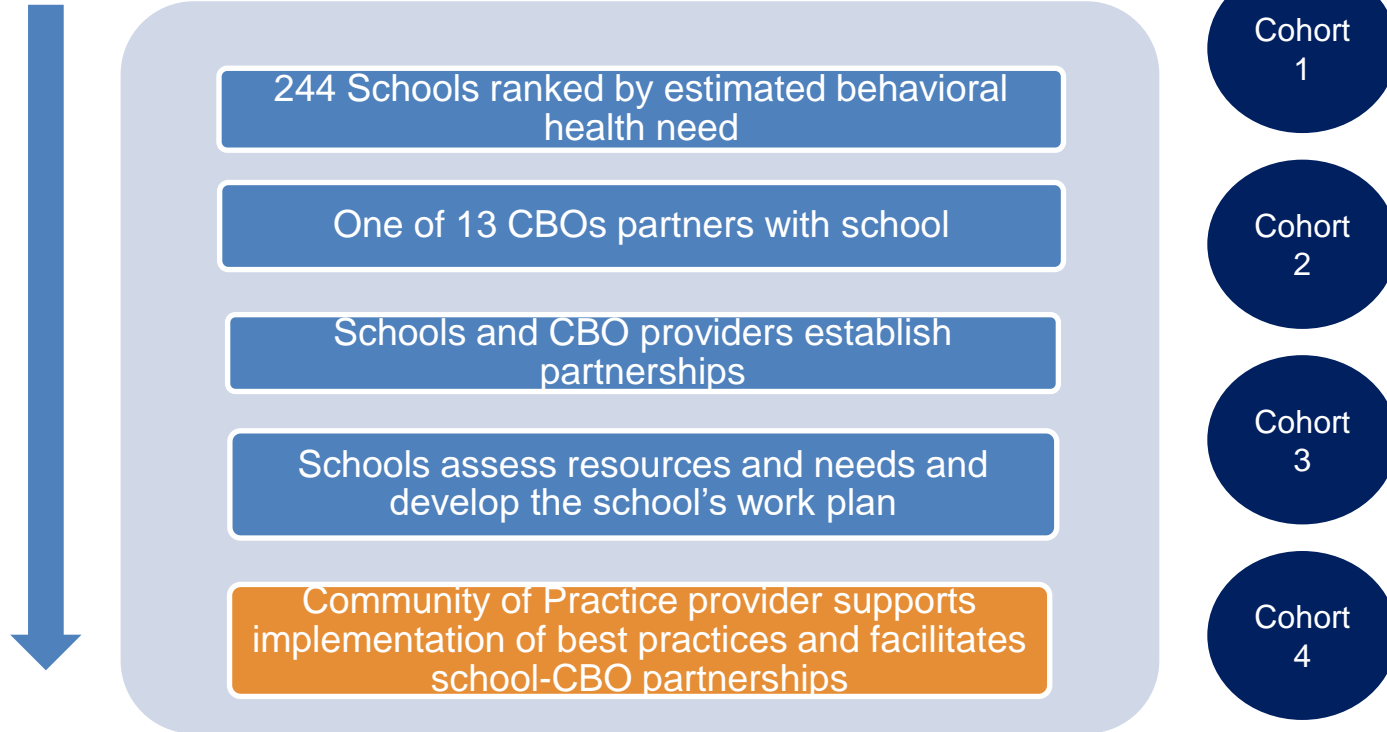 244 Schools ranked by estimated behavioral
health need
One of 13 CBOs partners with school
Schools and CBO providers establish
partnerships
Schools assess resources and needs and
develop the school’s work plan
Community of Practice provider supports
implementation of best practices and facilitates
school-CBO partnerships
Cohort
1
Cohort
2
Cohort
3
Cohort
4